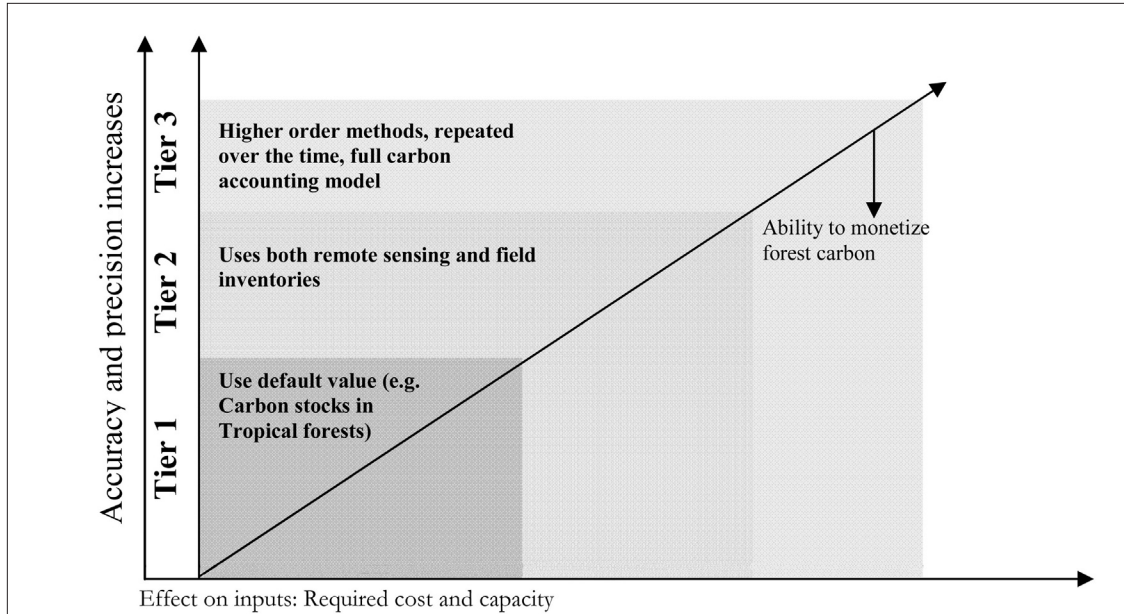 Accuracy and precision increases
Tier 3
Higher order methods, repeated
over the time, full carbon
accounting model
Ability to monetize
forest carbon
Tier 2
Uses both remote sensing and field
inventories
Tier 1
Use default value (e.g.
Carbon stocks in
Tropical forests)
Effect on inputs: Required cost and capacity